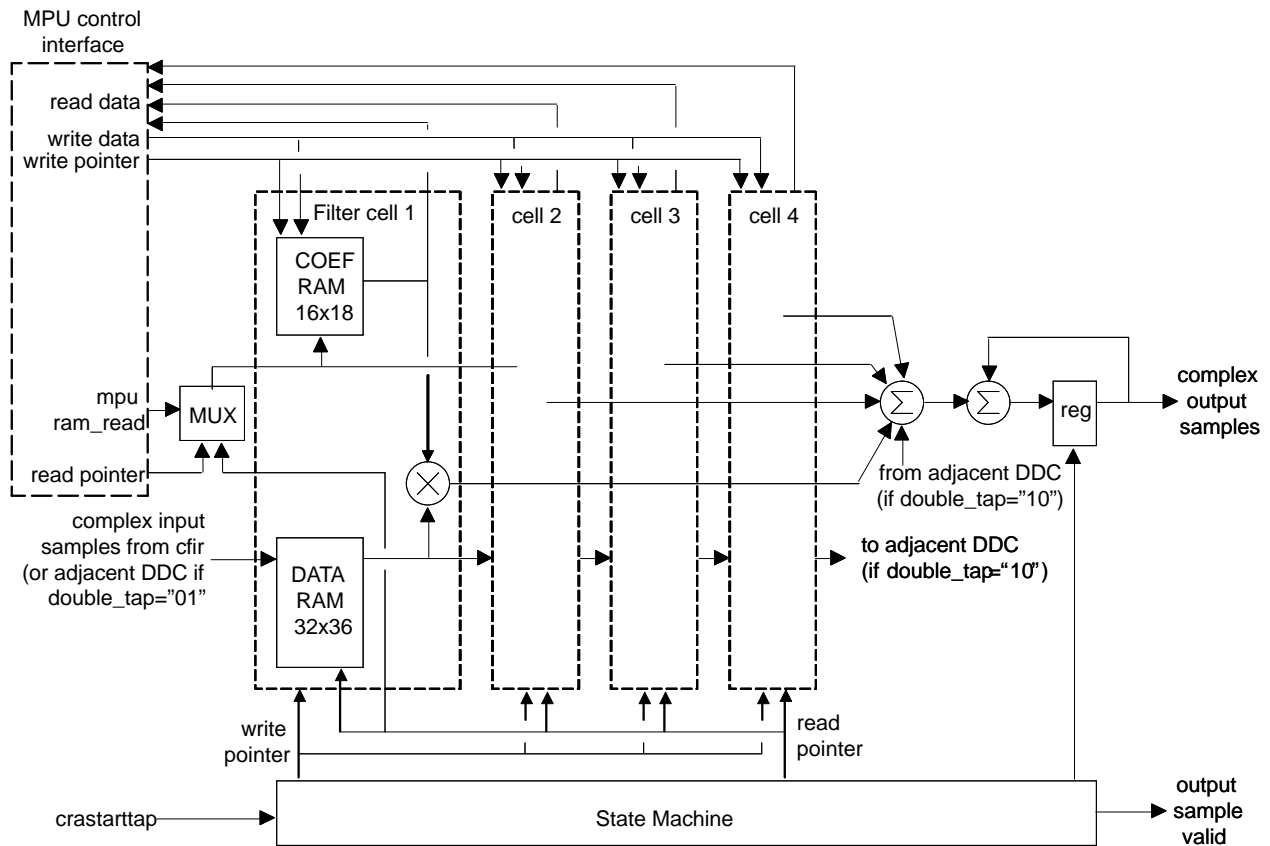 MPU control
interface
read data
write data
write pointer
Filter cell 1
cell 2
cell 3
cell 4
COEF
RAM
16x18
mpu
ram_read
MUX
read pointer
Σ
Σ
reg
complex
output
samples
from adjacent DDC
(if double_tap=”10”)
complex input
samples from cfir
(or adjacent DDC if
double_tap=”01”
DATA
RAM
32x36
to adjacent DDC
(if double_tap=“10”)
write
pointer
read
pointer
crastarttap
State Machine
output
sample
valid